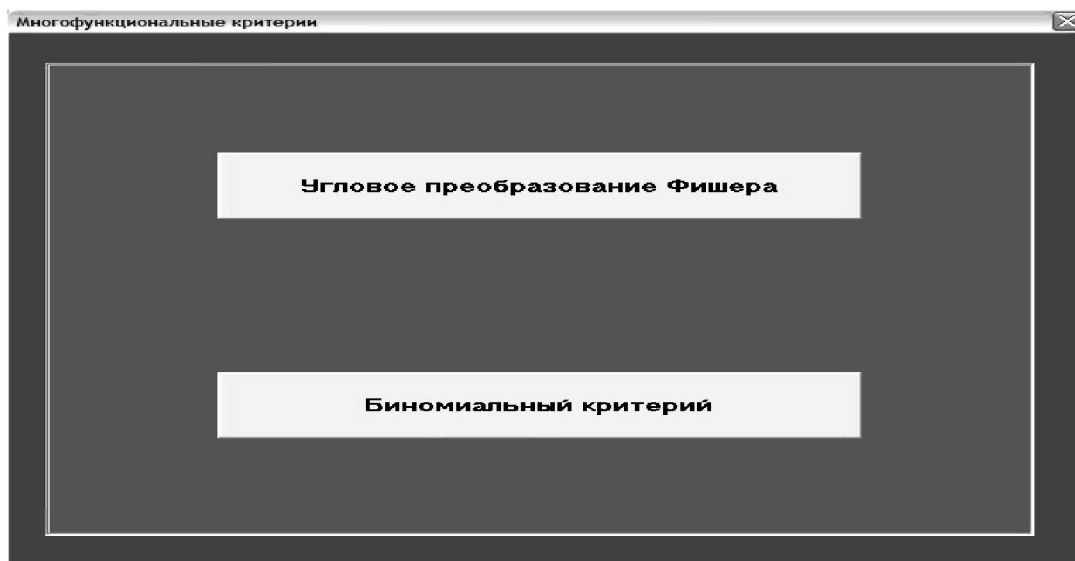 Многофункциональные критерии
Угловое преобразование Фишера
Биномиальный критерий